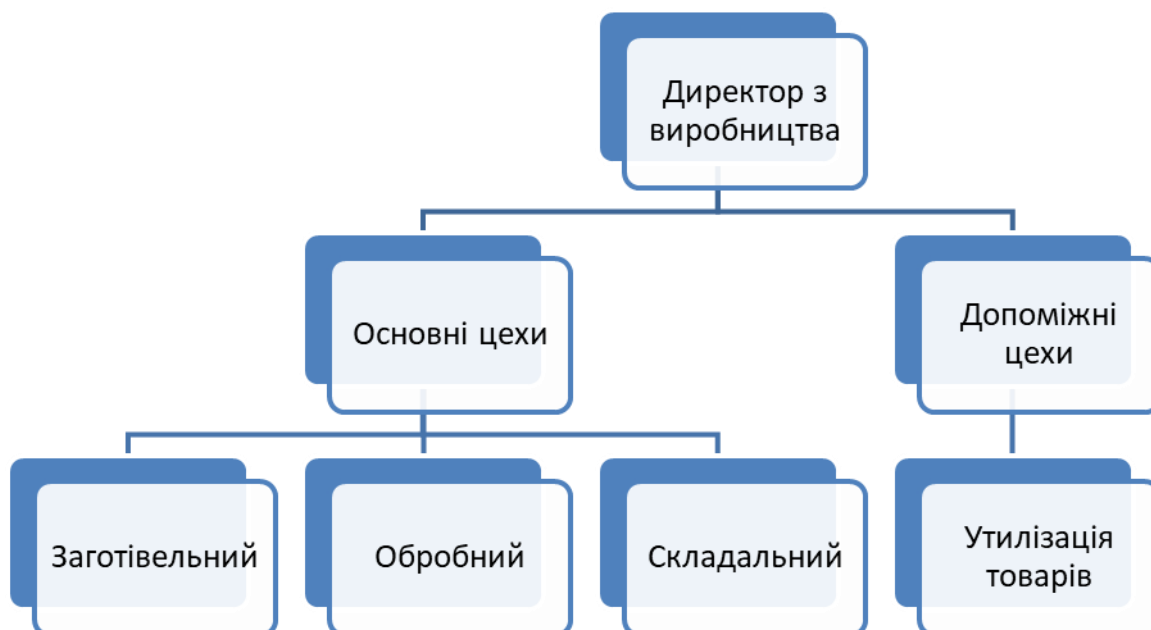 Директор з
виробництва
Основні цехи
Допоміжні
цехи
Заготівельний
Обробний
Складальний
Утилізація
товарів